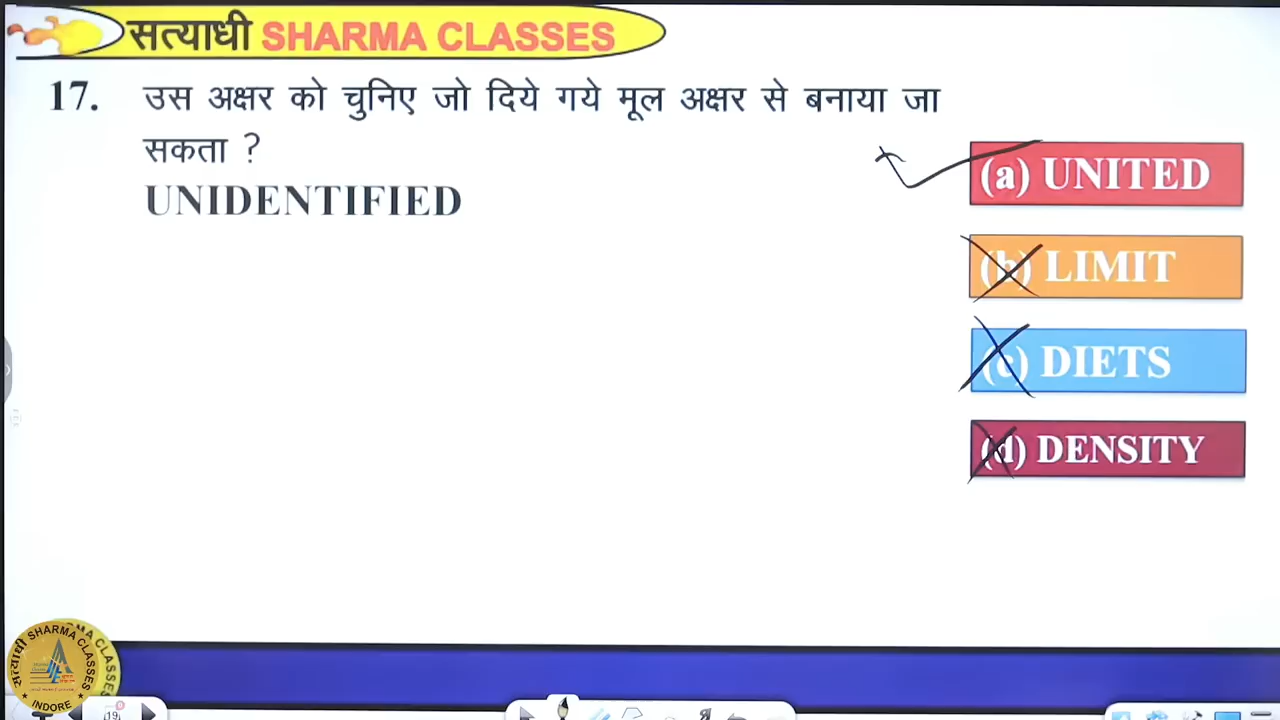 सत्याधी SHARMA CLASSES
17. उस अक्षर को चुनिए जो दिये गये मूल अक्षर से बनाया जा
सकता ?
UNIDENTIFIED
(a) UNITED
(b) LIMIT
(c) DIETS
(d) DENSITY
सत्याधी SHARMA CLASSES
INDORE
19